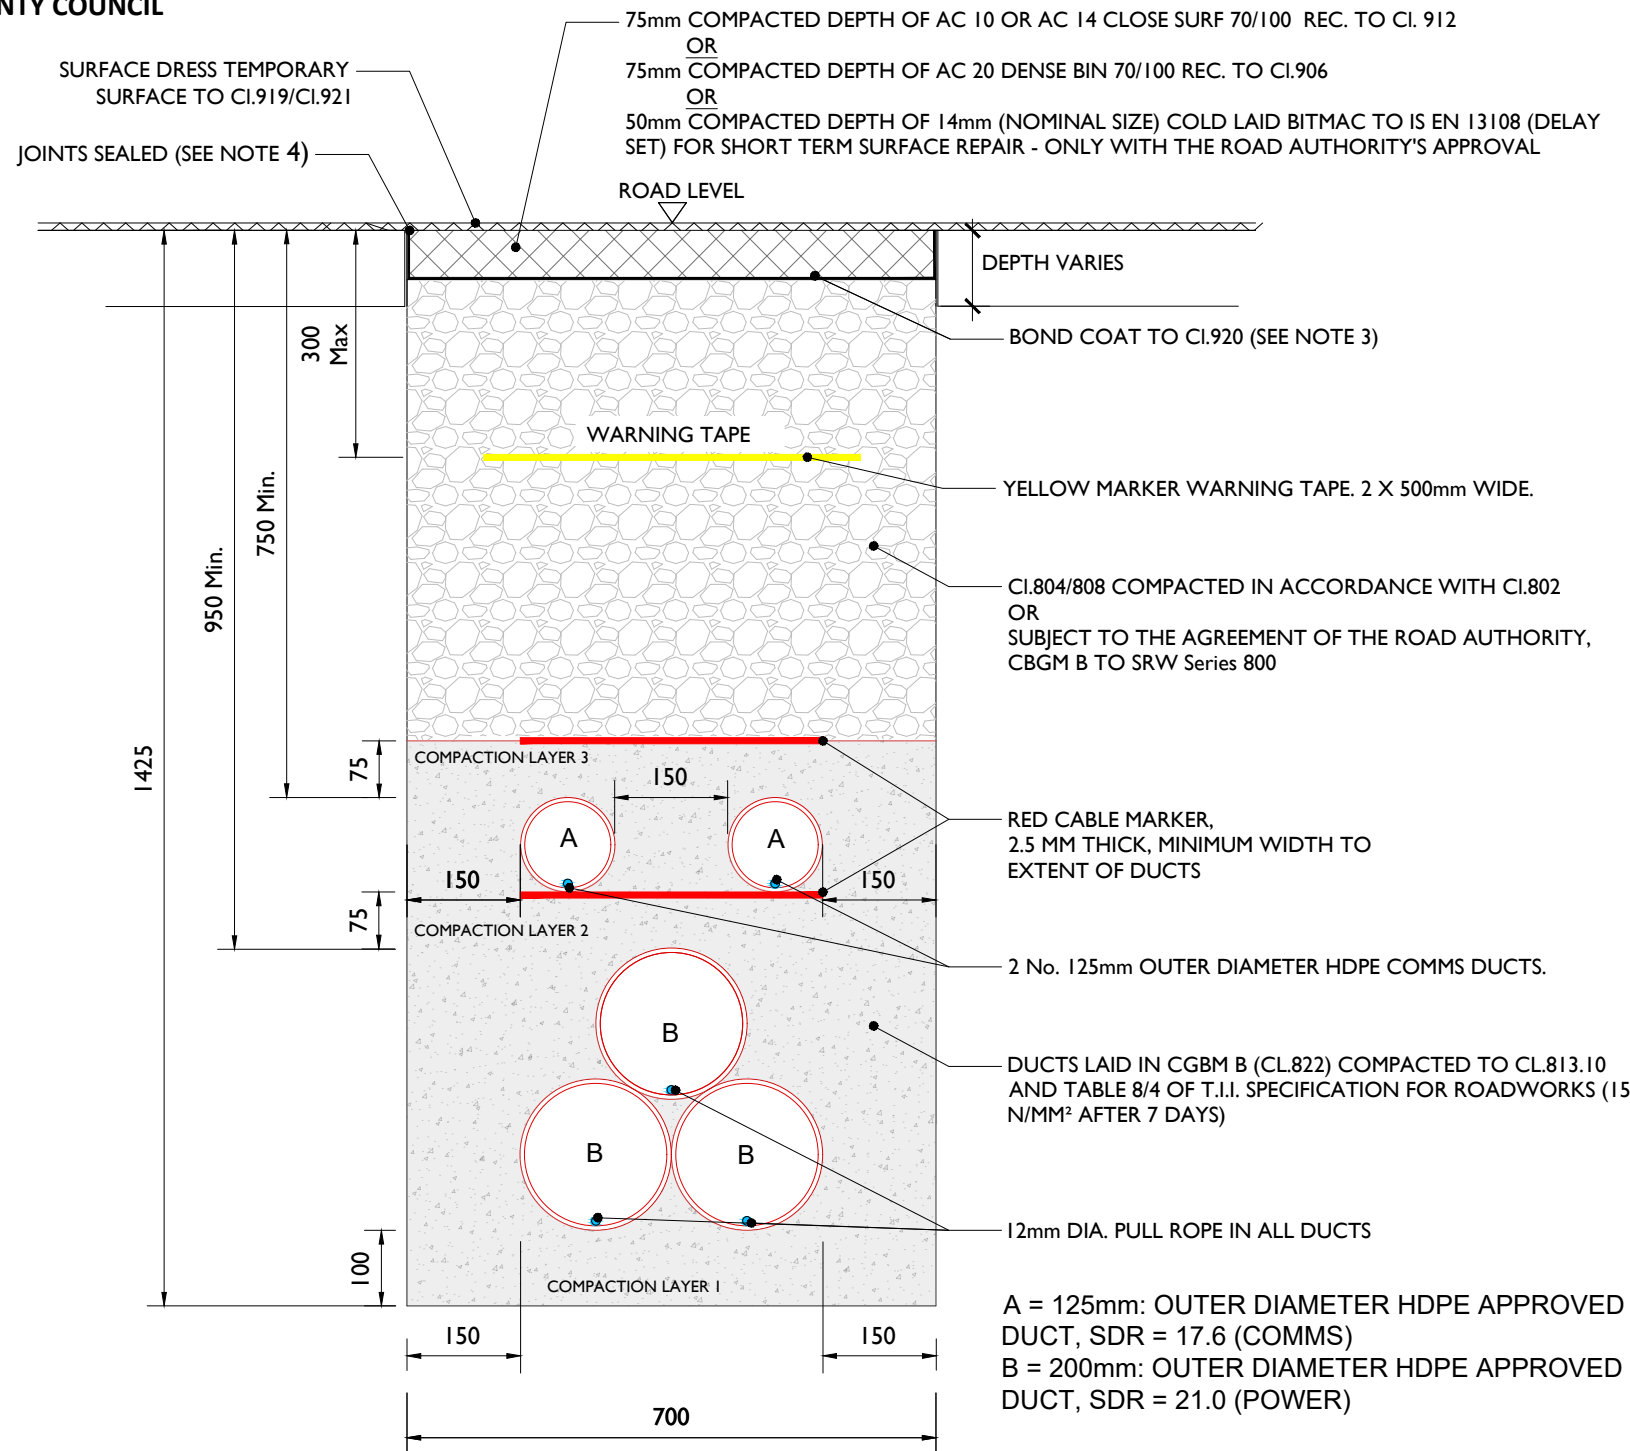 NTY COUNCIL
75mm COMPACTED DEPTH OF AC 10 OR AC 14 CLOSE SURF 70/100 REC. TO Cl. 912
OR
75mm COMPACTED DEPTH OF AC 20 DENSE BIN 70/100 REC. TO Cl.906
OR
50mm COMPACTED DEPTH OF 14mm (NOMINAL SIZE) COLD LAID BITMAC TO IS EN 13108 (DELAY
SET) FOR SHORT TERM SURFACE REPAIR - ONLY WITH THE ROAD AUTHORITY'S APPROVAL
SURFACE DRESS TEMPORARY
SURFACE TO Cl.919/Cl.921
JOINTS SEALED (SEE NOTE 4)
ROAD LEVEL
DEPTH VARIES
BOND COAT TO Cl.920 (SEE NOTE 3)
300
Max
WARNING TAPE
YELLOW MARKER WARNING TAPE. 2 X 500mm WIDE.
750 Min.
950 Min.
1425
Cl.804/808 COMPACTED IN ACCORDANCE WITH Cl.802
OR
SUBJECT TO THE AGREEMENT OF THE ROAD AUTHORITY,
CBGM B TO SRW Series 800
COMPACTION LAYER 3
75
150
A
A
RED CABLE MARKER,
2.5 MM THICK, MINIMUM WIDTH TO
EXTENT OF DUCTS
150
150
75
COMPACTION LAYER 2
2 No. 125mm OUTER DIAMETER HDPE COMMS DUCTS.
B
B
B
DUCTS LAID IN CGBM B (CL.822) COMPACTED TO CL.813.10
AND TABLE 8/4 OF T.I.I. SPECIFICATION FOR ROADWORKS (15
N/MM² AFTER 7 DAYS)
12mm DIA. PULL ROPE IN ALL DUCTS
100
COMPACTION LAYER 1
150
150
700
A = 125mm: OUTER DIAMETER HDPE APPROVED
DUCT, SDR = 17.6 (COMMS)
B = 200mm: OUTER DIAMETER HDPE APPROVED
DUCT, SDR = 21.0 (POWER)